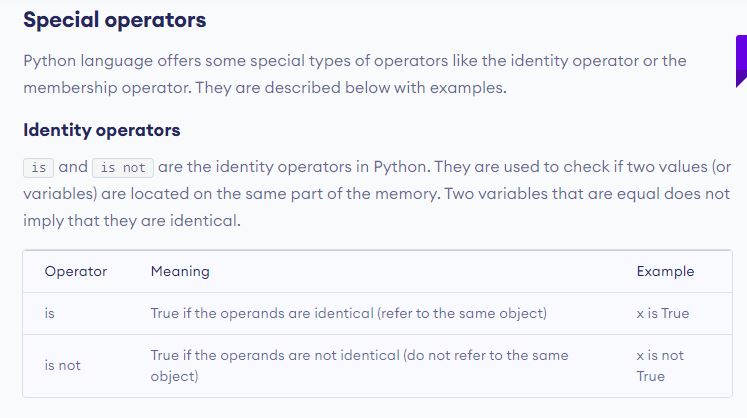 Special operators
Python language offers some special types of operators like the identity operator or the
membership operator. They are described below with examples.
Identity operators
is and is not are the identity operators in Python. They are used to check if two values (or
variables) are located on the same part of the memory. Two variables that are equal does not
imply that they are identical.
Operator Meaning Example
is True if the operands are identical (refer to the same object) x is True
is not True if the operands are not identical (do not refer to the same object) x is not True